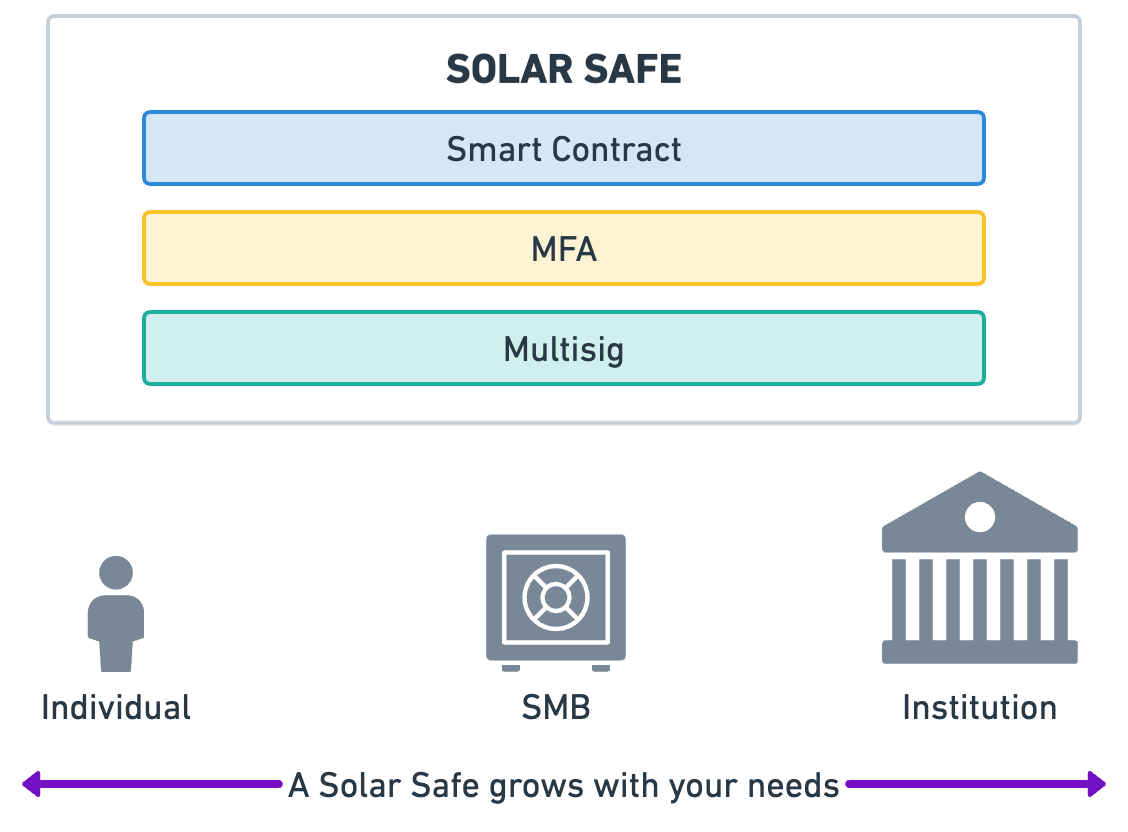 SOLAR SAFE
Smart Contract
MFA
Multisig
Individual
SMB
Institution
A Solar Safe grows with your needs